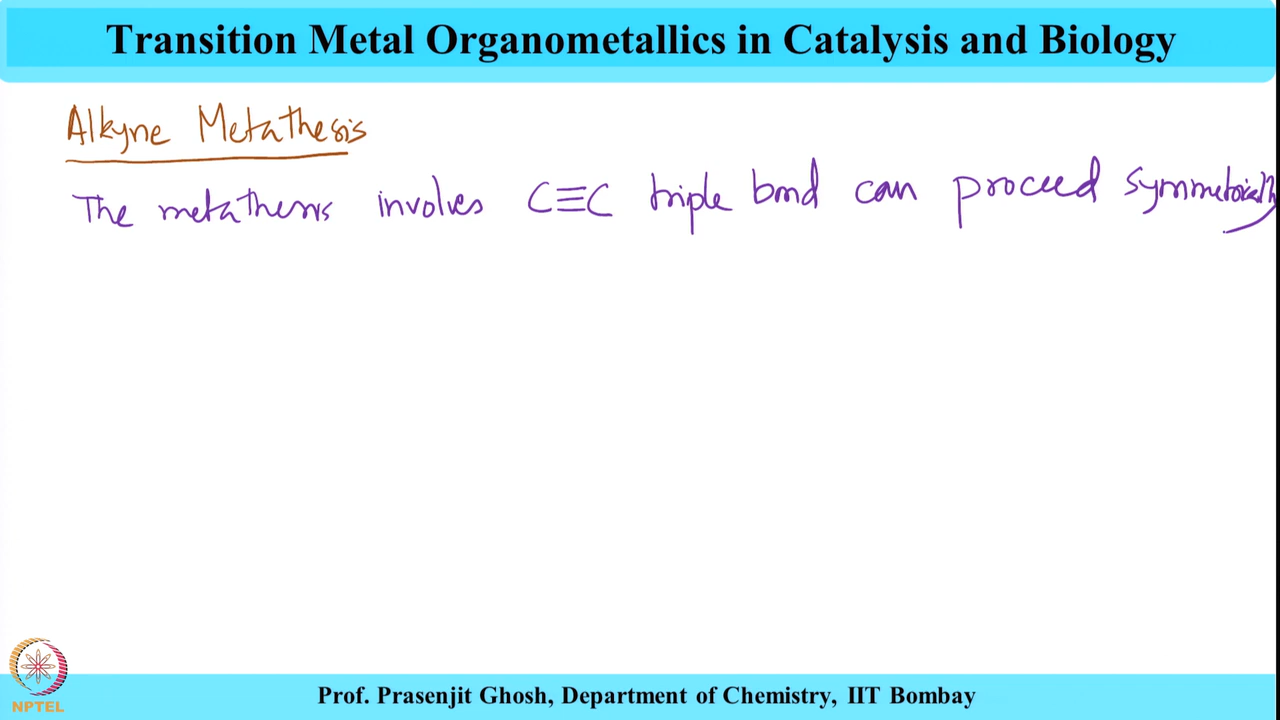 Transition Metal Organometallics in Catalysis and Biology
Alkyne Metathesis
The metathesis involves C≡C triple bond can proceed symmetrically
Prof. Prasenjit Ghosh, Department of Chemistry, IIT Bombay
NPTEL